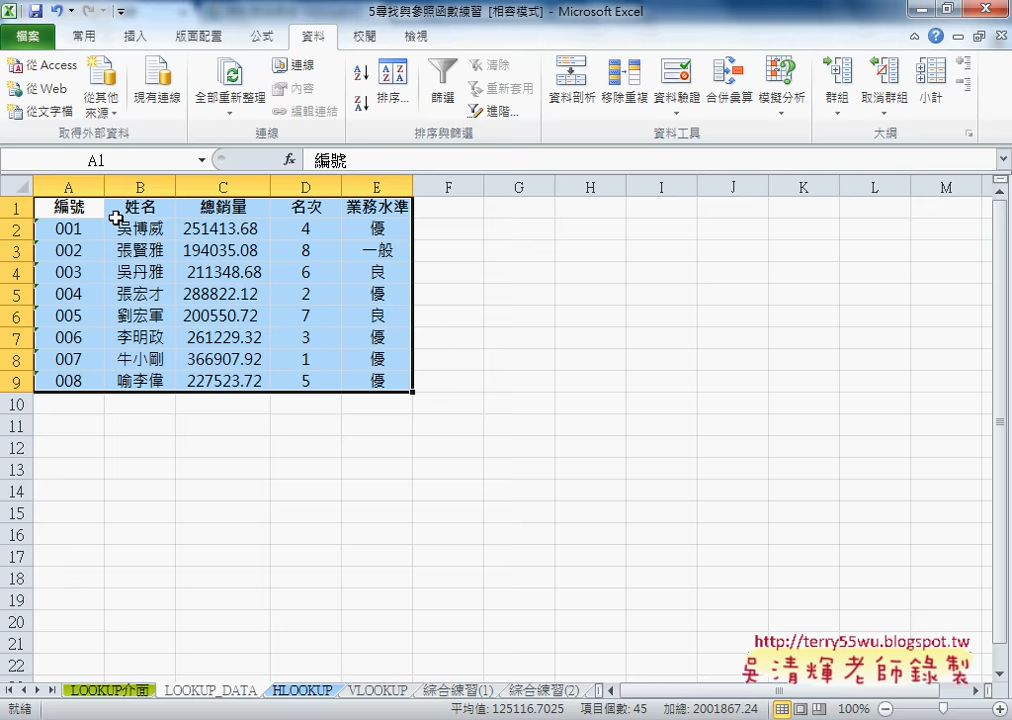 5尋找與參照函數練習 [相容模式] - Microsoft Excel
檔案 常用 插入 版面配置 公式 資料 校閱 檢視
從 Access
從 Web
從文字檔
從其他來源
現有連線
取得外部資料
全部重新整理
連線
內容
編輯連結
連線
排序...
篩選
清除
重新套用
進階...
排序與篩選
資料剖析 移除重複 資料驗證 合併彙算 模擬分析
資料工具
群組 取消群組 小計
大綱
A1 fx 編號
A B C D E F G H I J K L M
1 編號 姓名 總銷量 名次 業務水準
2 001 吳博威 251413.68 4 優
3 002 張賢雅 194035.08 8 一般
4 003 吳丹雅 211348.68 6 良
5 004 張宏才 288822.12 2 優
6 005 劉宏軍 200550.72 7 良
7 006 李明政 261229.32 3 優
8 007 牛小剛 366907.92 1 優
9 008 喻李偉 227523.72 5 優
10
11
12
13
14
15
16
17
18
19
20
21
22
http://terry55wu.blogspot.tw
吳清輝老師錄製
LOOKUP介面 LOOKUP_DATA HLOOKUP VLOOKUP 綜合練習(1) 綜合練習(2)
就緒 平均值: 125116.7025 項目個數: 45 加總: 2001867.24 100%